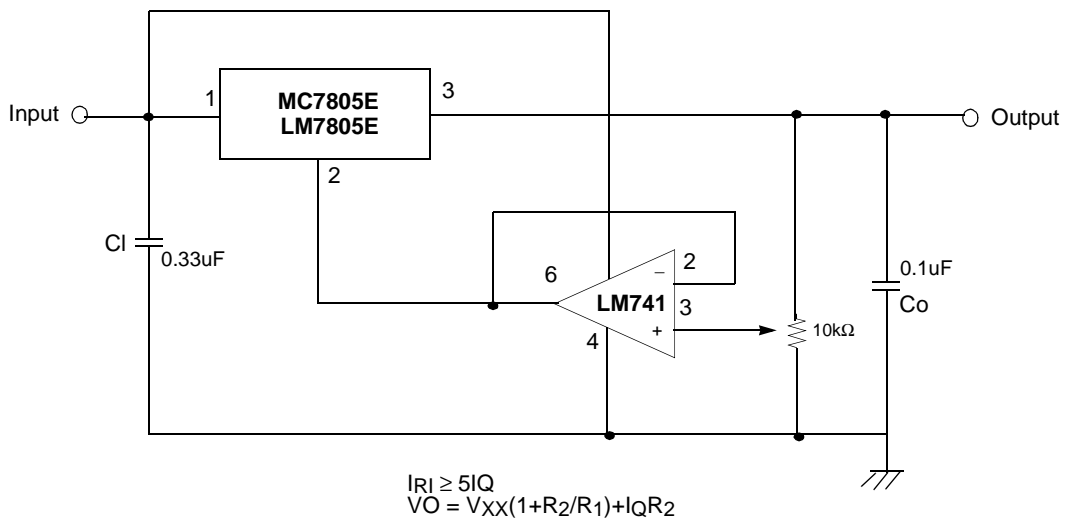 1
MC7805E
LM7805E
3
Input
Output
2
CI
0.33uF
6
−
2
LM741
3
+
4
10kΩ
0.1uF
Co
IRI ≥ 5IQ
VO = VXX(1+R2/R1)+IQR2